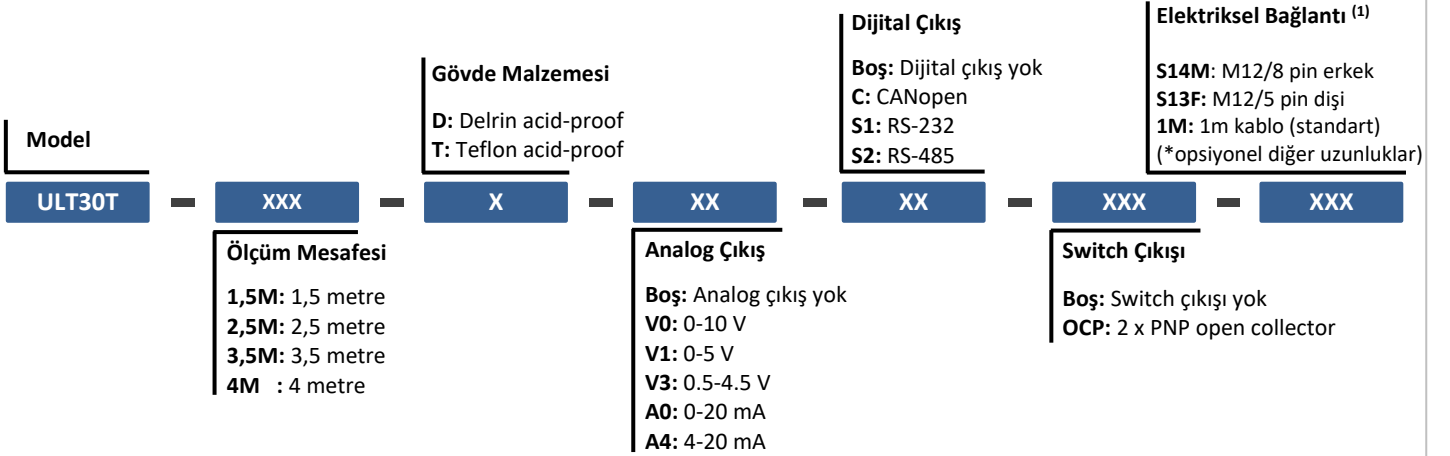 Model
Gövde Malzemesi
D: Delrin acid-proof
T: Teflon acid-proof
Dijital Çıkış
Boş: Dijital çıkış yok
C: CANopen
S1: RS-232
S2: RS-485
Elektriksel Bağlantı (1)
S14M: M12/8 pin erkek
S13F: M12/5 pin dişi
1M: 1m kablo (standart)
(*opsiyonel diğer uzunluklar)
ULT30T - XXX - X - XX - XX - XXX - XXX
Ölçüm Mesafesi
1,5M: 1,5 metre
2,5M: 2,5 metre
3,5M: 3,5 metre
4M : 4 metre
Analog Çıkış
Boş: Analog çıkış yok
V0: 0-10 V
V1: 0-5 V
V3: 0.5-4.5 V
A0: 0-20 mA
A4: 4-20 mA
Switch Çıkışı
Boş: Switch çıkışı yok
OCP: 2 x PNP open collector